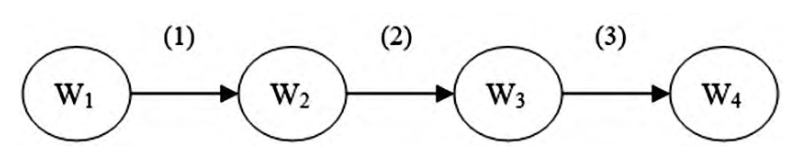 (1) (2) (3)
W₁ W₂ W₃ W₄